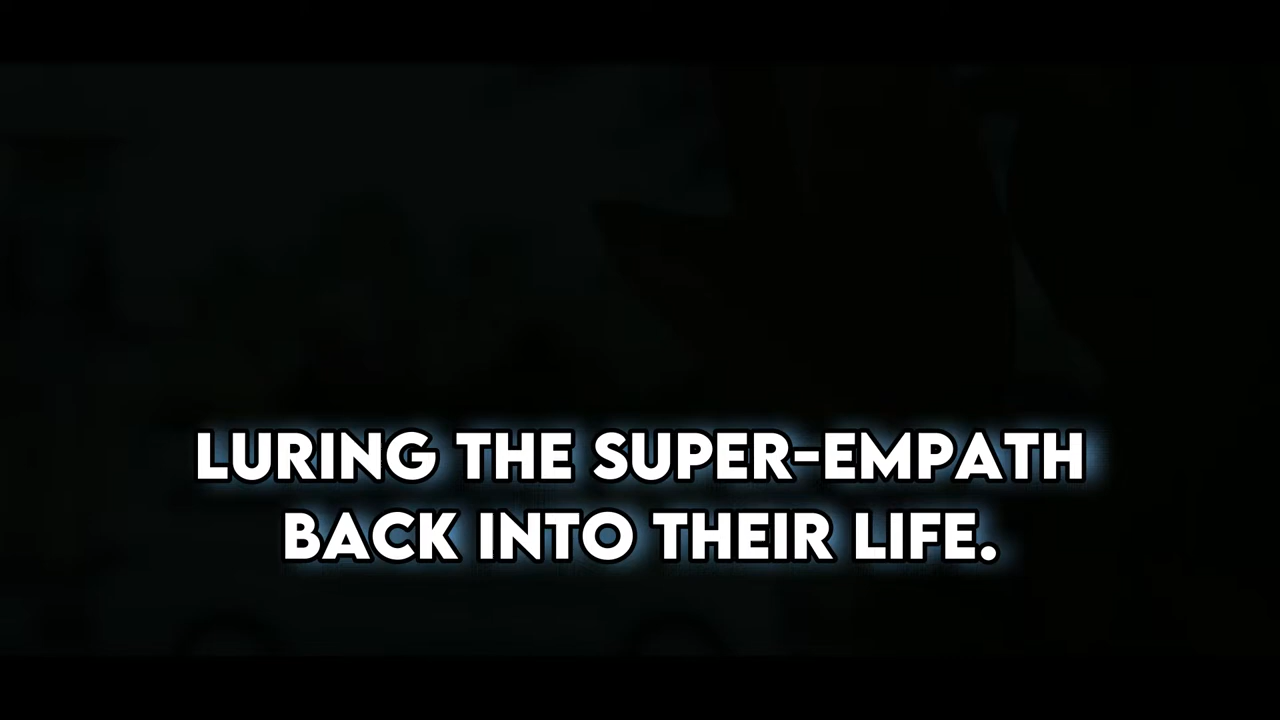 LURING THE SUPER-EMPATH
BACK INTO THEIR LIFE.